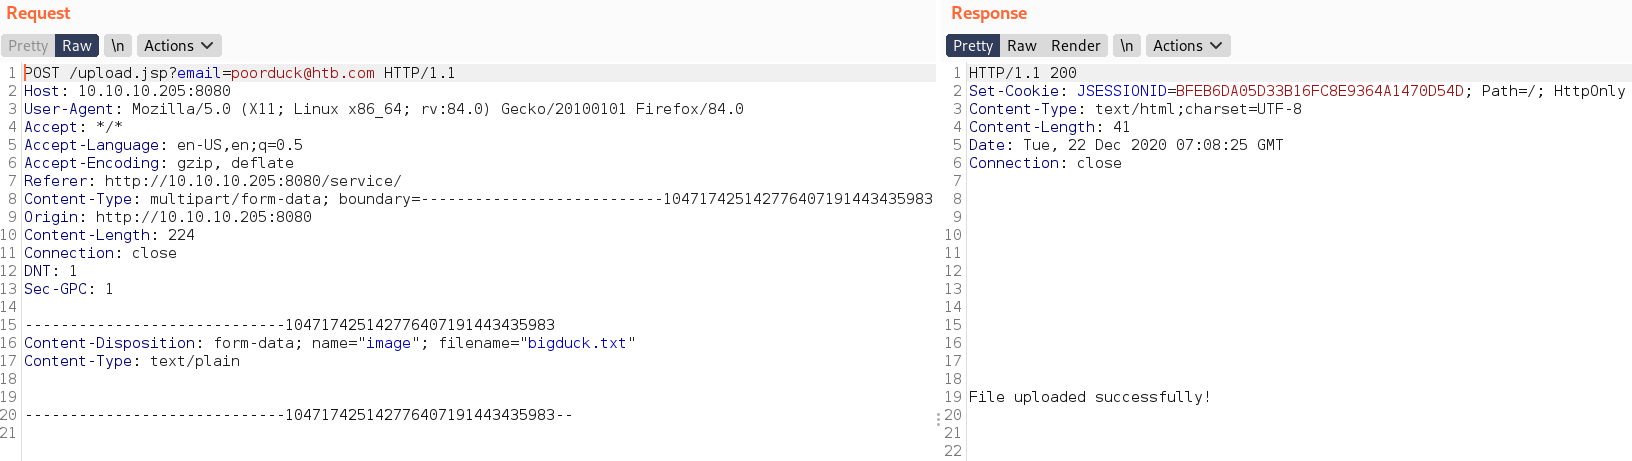 Request
Pretty Raw \n Actions
1 POST /upload.jsp?email=poorduck@htb.com HTTP/1.1
2 Host: 10.10.10.205:8080
3 User-Agent: Mozilla/5.0 (X11; Linux x86_64; rv:84.0) Gecko/20100101 Firefox/84.0
4 Accept: */*
5 Accept-Language: en-US,en;q=0.5
6 Accept-Encoding: gzip, deflate
7 Referer: http://10.10.10.205:8080/service/
8 Content-Type: multipart/form-data; boundary=---------------------------104717425142776407191443435983
9 Origin: http://10.10.10.205:8080
10 Content-Length: 224
11 Connection: close
12 DNT: 1
13 Sec-GPC: 1
14
15 -----------------------------104717425142776407191443435983
16 Content-Disposition: form-data; name="image"; filename="bigduck.txt"
17 Content-Type: text/plain
18
19
20 -----------------------------104717425142776407191443435983--
21
Response
Pretty Raw Render \n Actions
1 HTTP/1.1 200
2 Set-Cookie: JSESSIONID=BFEB6DA05D33B16FC8E9364A1470D54D; Path=/; HttpOnly
3 Content-Type: text/html;charset=UTF-8
4 Content-Length: 41
5 Date: Tue, 22 Dec 2020 07:08:25 GMT
6 Connection: close
7
8
9
10
11
12
13
14
15
16
17
18
19 File uploaded successfully!
20
21
22